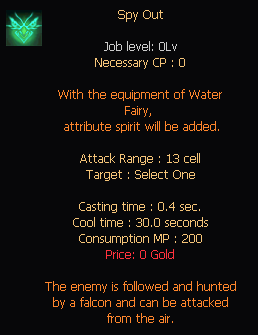 Spy Out
Job level: 0Lv
Necessary CP : 0
With the equipment of Water
Fairy,
attribute spirit will be added.
Attack Range : 13 cell
Target : Select One
Casting time : 0.4 sec.
Cool time : 30.0 seconds
Consumption MP : 200
Price: 0 Gold
The enemy is followed and hunted
by a falcon and can be attacked
from the air.